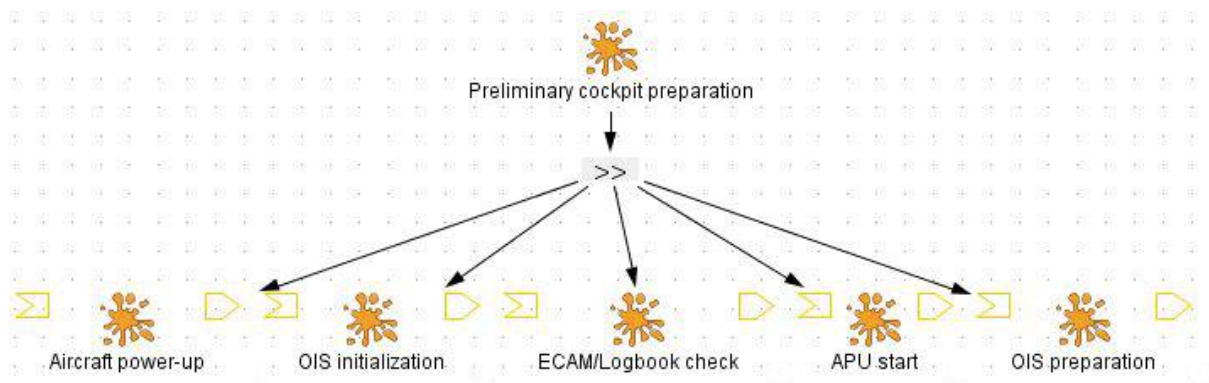 Preliminary cockpit preparation
>>
Aircraft power-up
OIS initialization
ECAM/Logbook check
APU start
OIS preparation